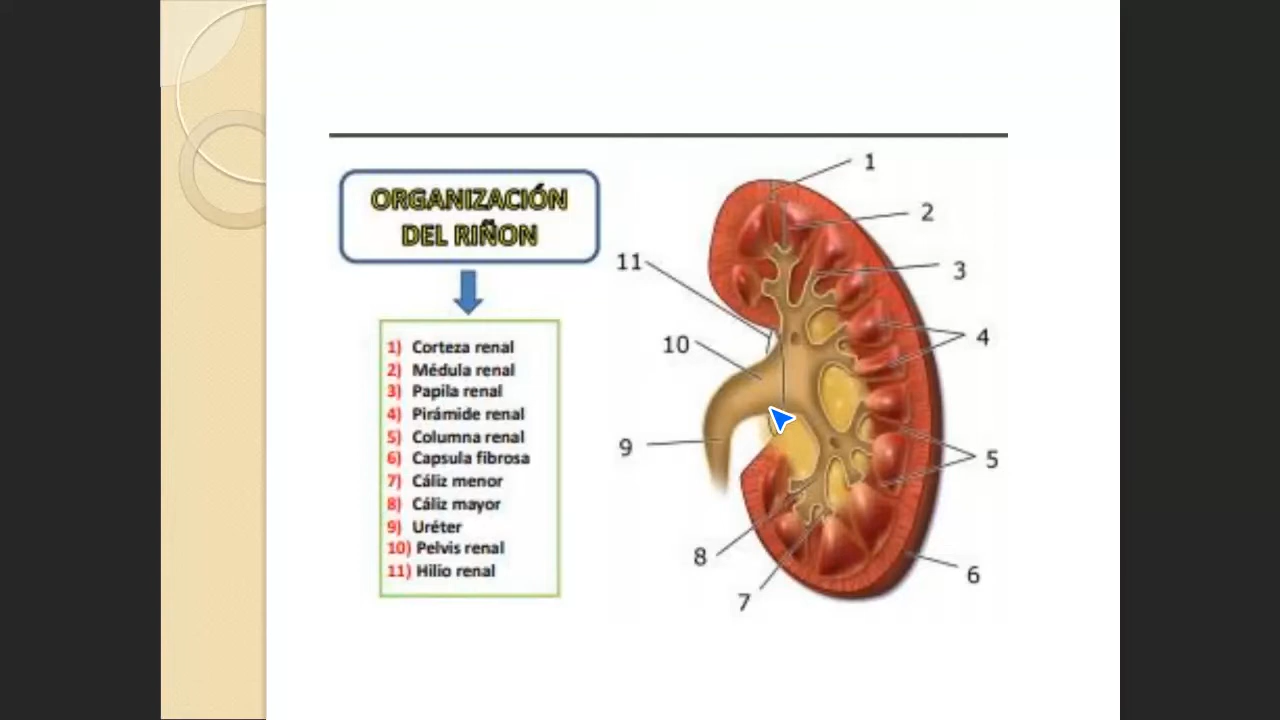 ORGANIZACIÓN
DEL RIÑON
1) Corteza renal
2) Médula renal
3) Papila renal
4) Pirámide renal
5) Columna renal
6) Capsula fibrosa
7) Cáliz menor
8) Cáliz mayor
9) Uréter
10) Pelvis renal
11) Hilio renal
1
2
11
3
4
10
9
5
8
6
7